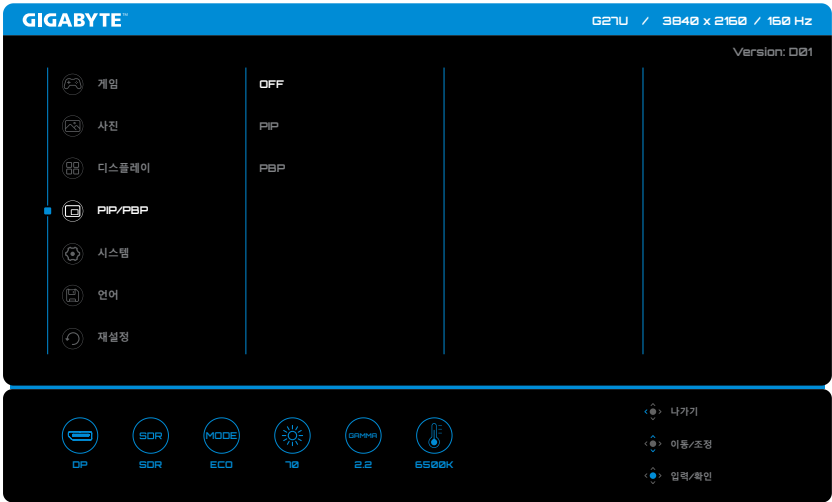 GIGABYTE™
G27U / 3840 x 2160 / 160 Hz
Version: D01
게임
사진
디스플레이
PIP/PBP
시스템
언어
재설정
OFF
PIP
PBP
SDR
MODE
GAMMA
DP
SDR
ECO
70
2.2
6500K
나가기
이동/조정
입력/확인